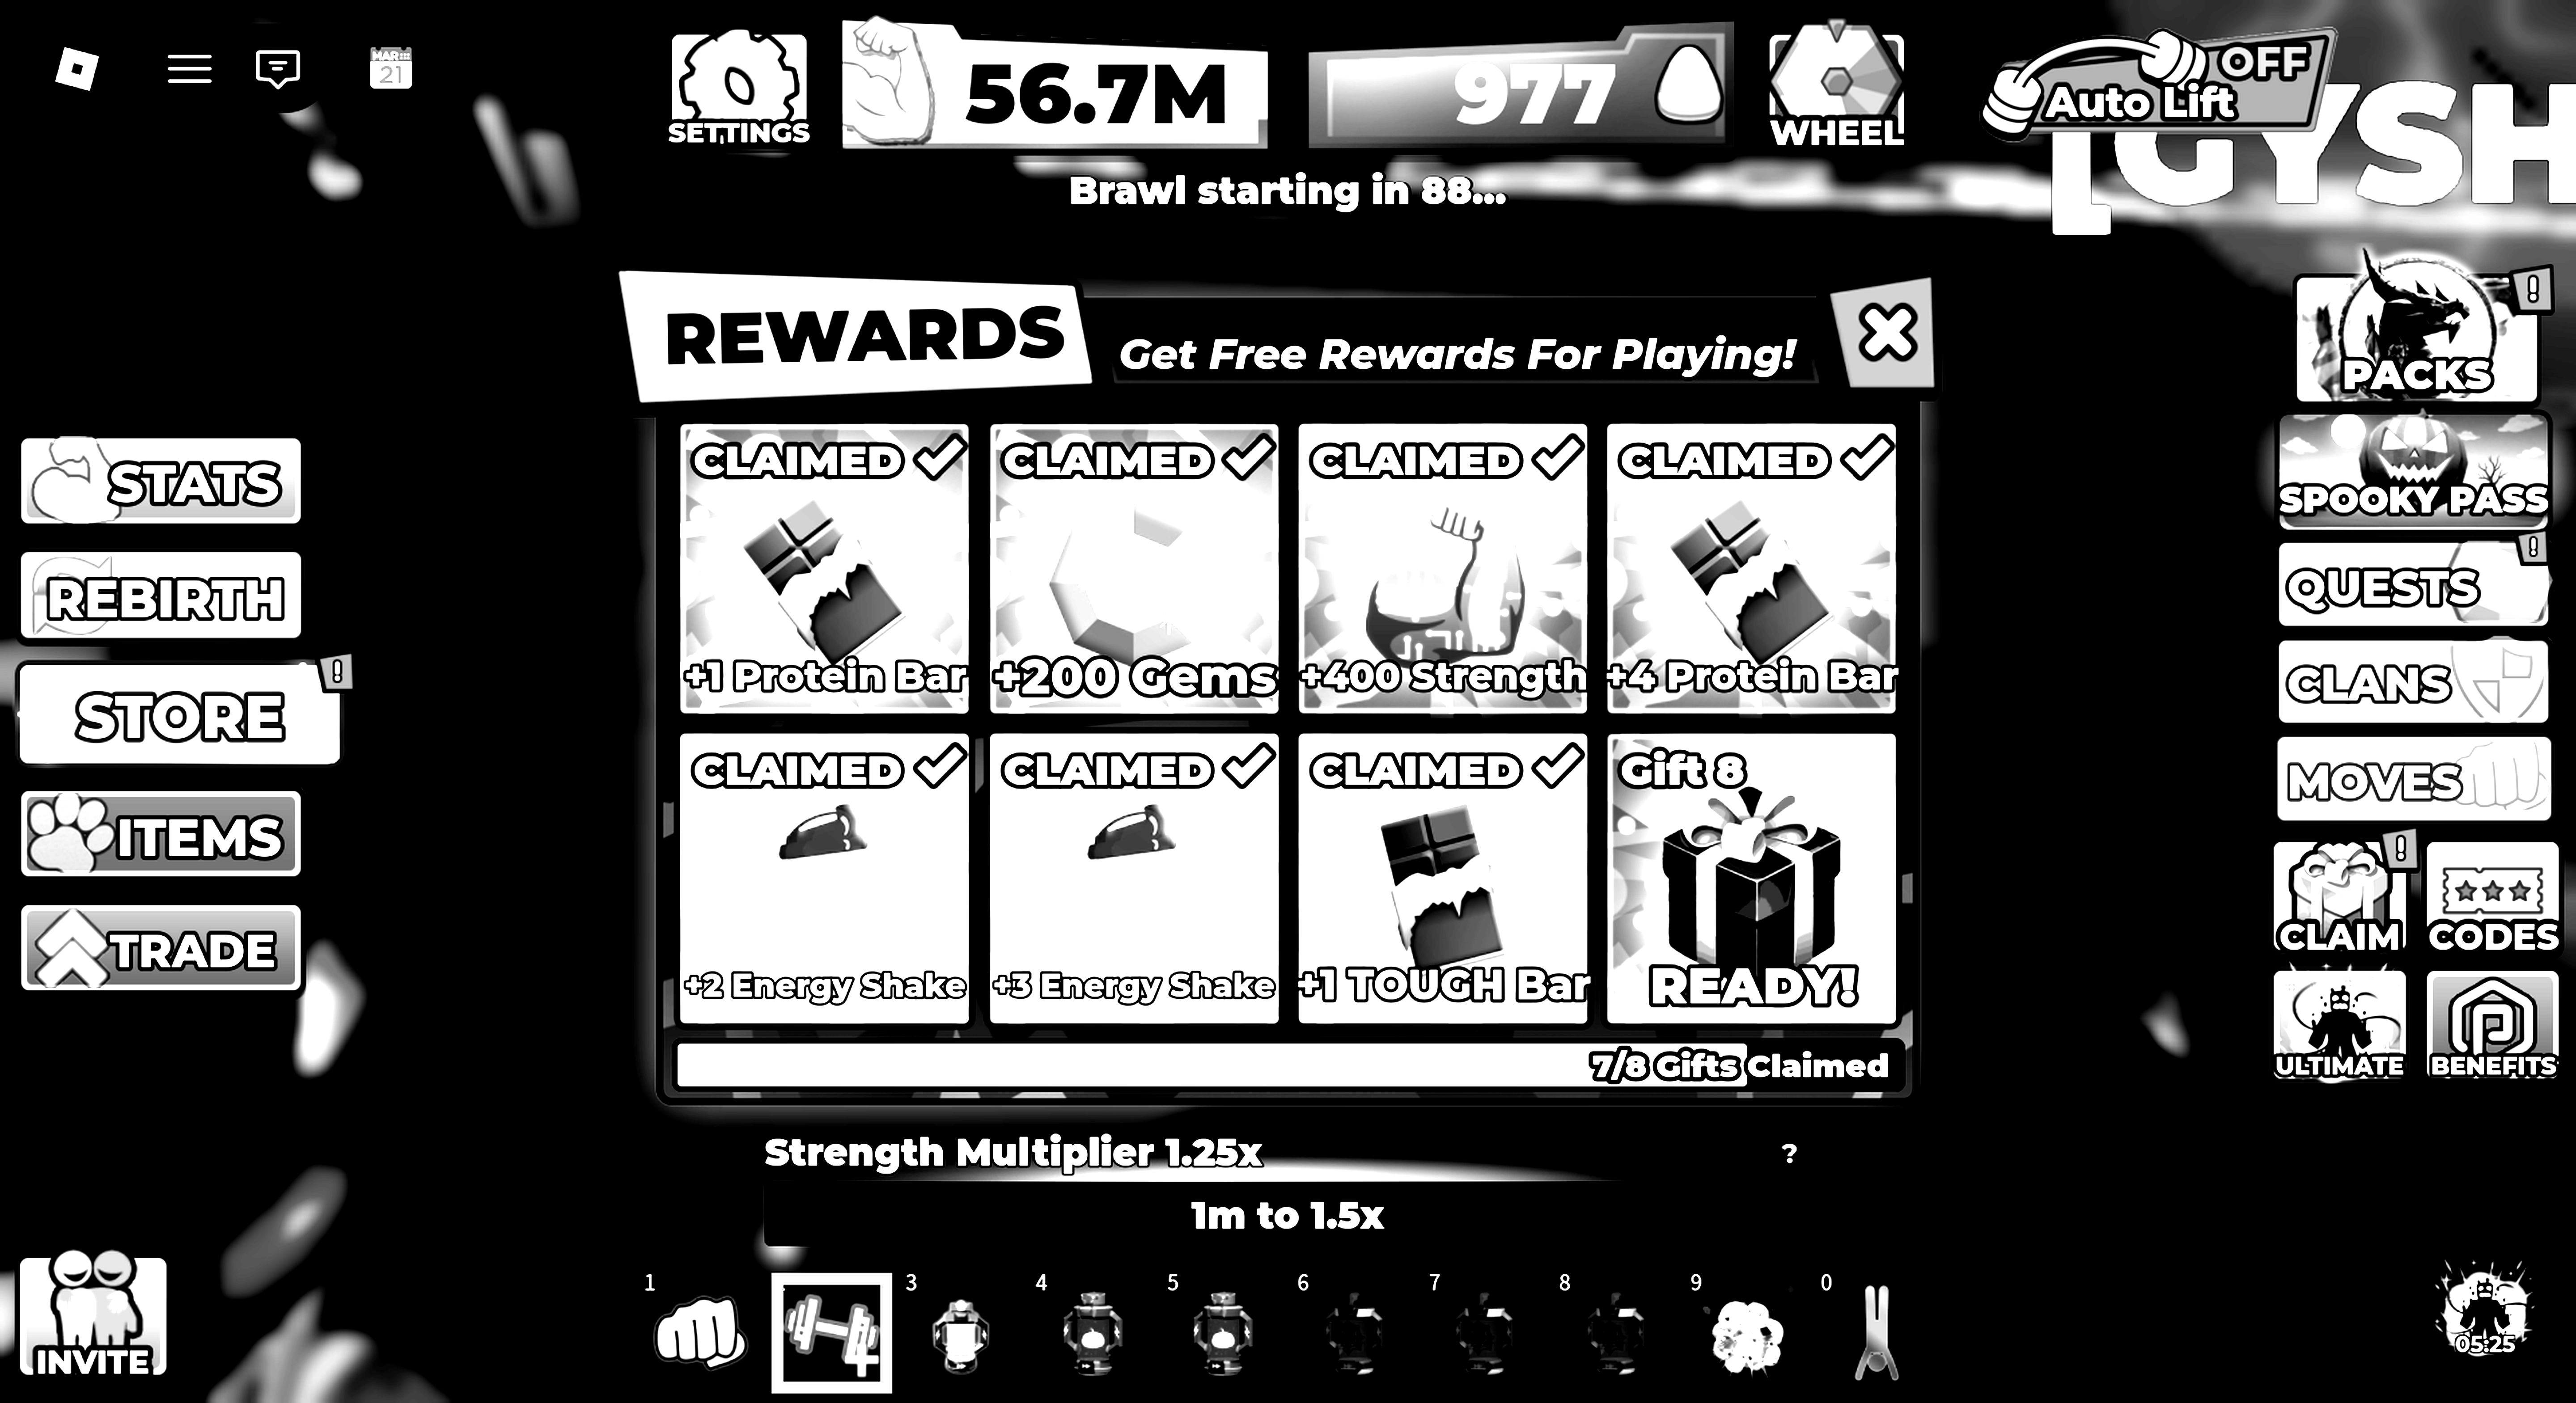 MAR
21
SETTINGS
56.7M
977
WHEEL
OFF
Auto Lift
Brawl starting in 88...
REWARDS
Get Free Rewards For Playing!
!
PACKS
SPOOKY PASS
!
QUESTS
CLANS
MOVES
!
CLAIM
CODES
ULTIMATE
BENEFITS
STATS
REBIRTH
!
STORE
ITEMS
TRADE
INVITE
CLAIMED
+1 Protein Bar
CLAIMED
+200 Gems
CLAIMED
+400 Strength
CLAIMED
+4 Protein Bar
CLAIMED
+2 Energy Shake
CLAIMED
+3 Energy Shake
CLAIMED
+1 TOUGH Bar
Gift 8
READY!
7/8 Gifts Claimed
Strength Multiplier 1.25x
?
1m to 1.5x
1
3
4
5
6
7
8
9
0
05:25